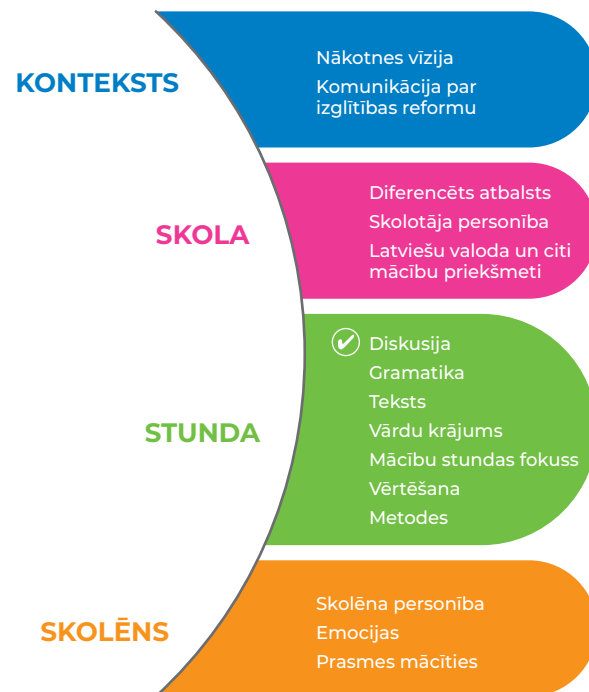 KONTEKSTS
Nākotnes vīzija
Komunikācija par
izglītības reformu
SKOLA
Diferencēts atbalsts
Skolotāja personība
Latviešu valoda un citi
mācību priekšmeti
STUNDA
Diskusija
Gramatika
Teksts
Vārdu krājums
Mācību stundas fokuss
Vērtēšana
Metodes
SKOLĒNS
Skolēna personība
Emocijas
Prasmes mācīties